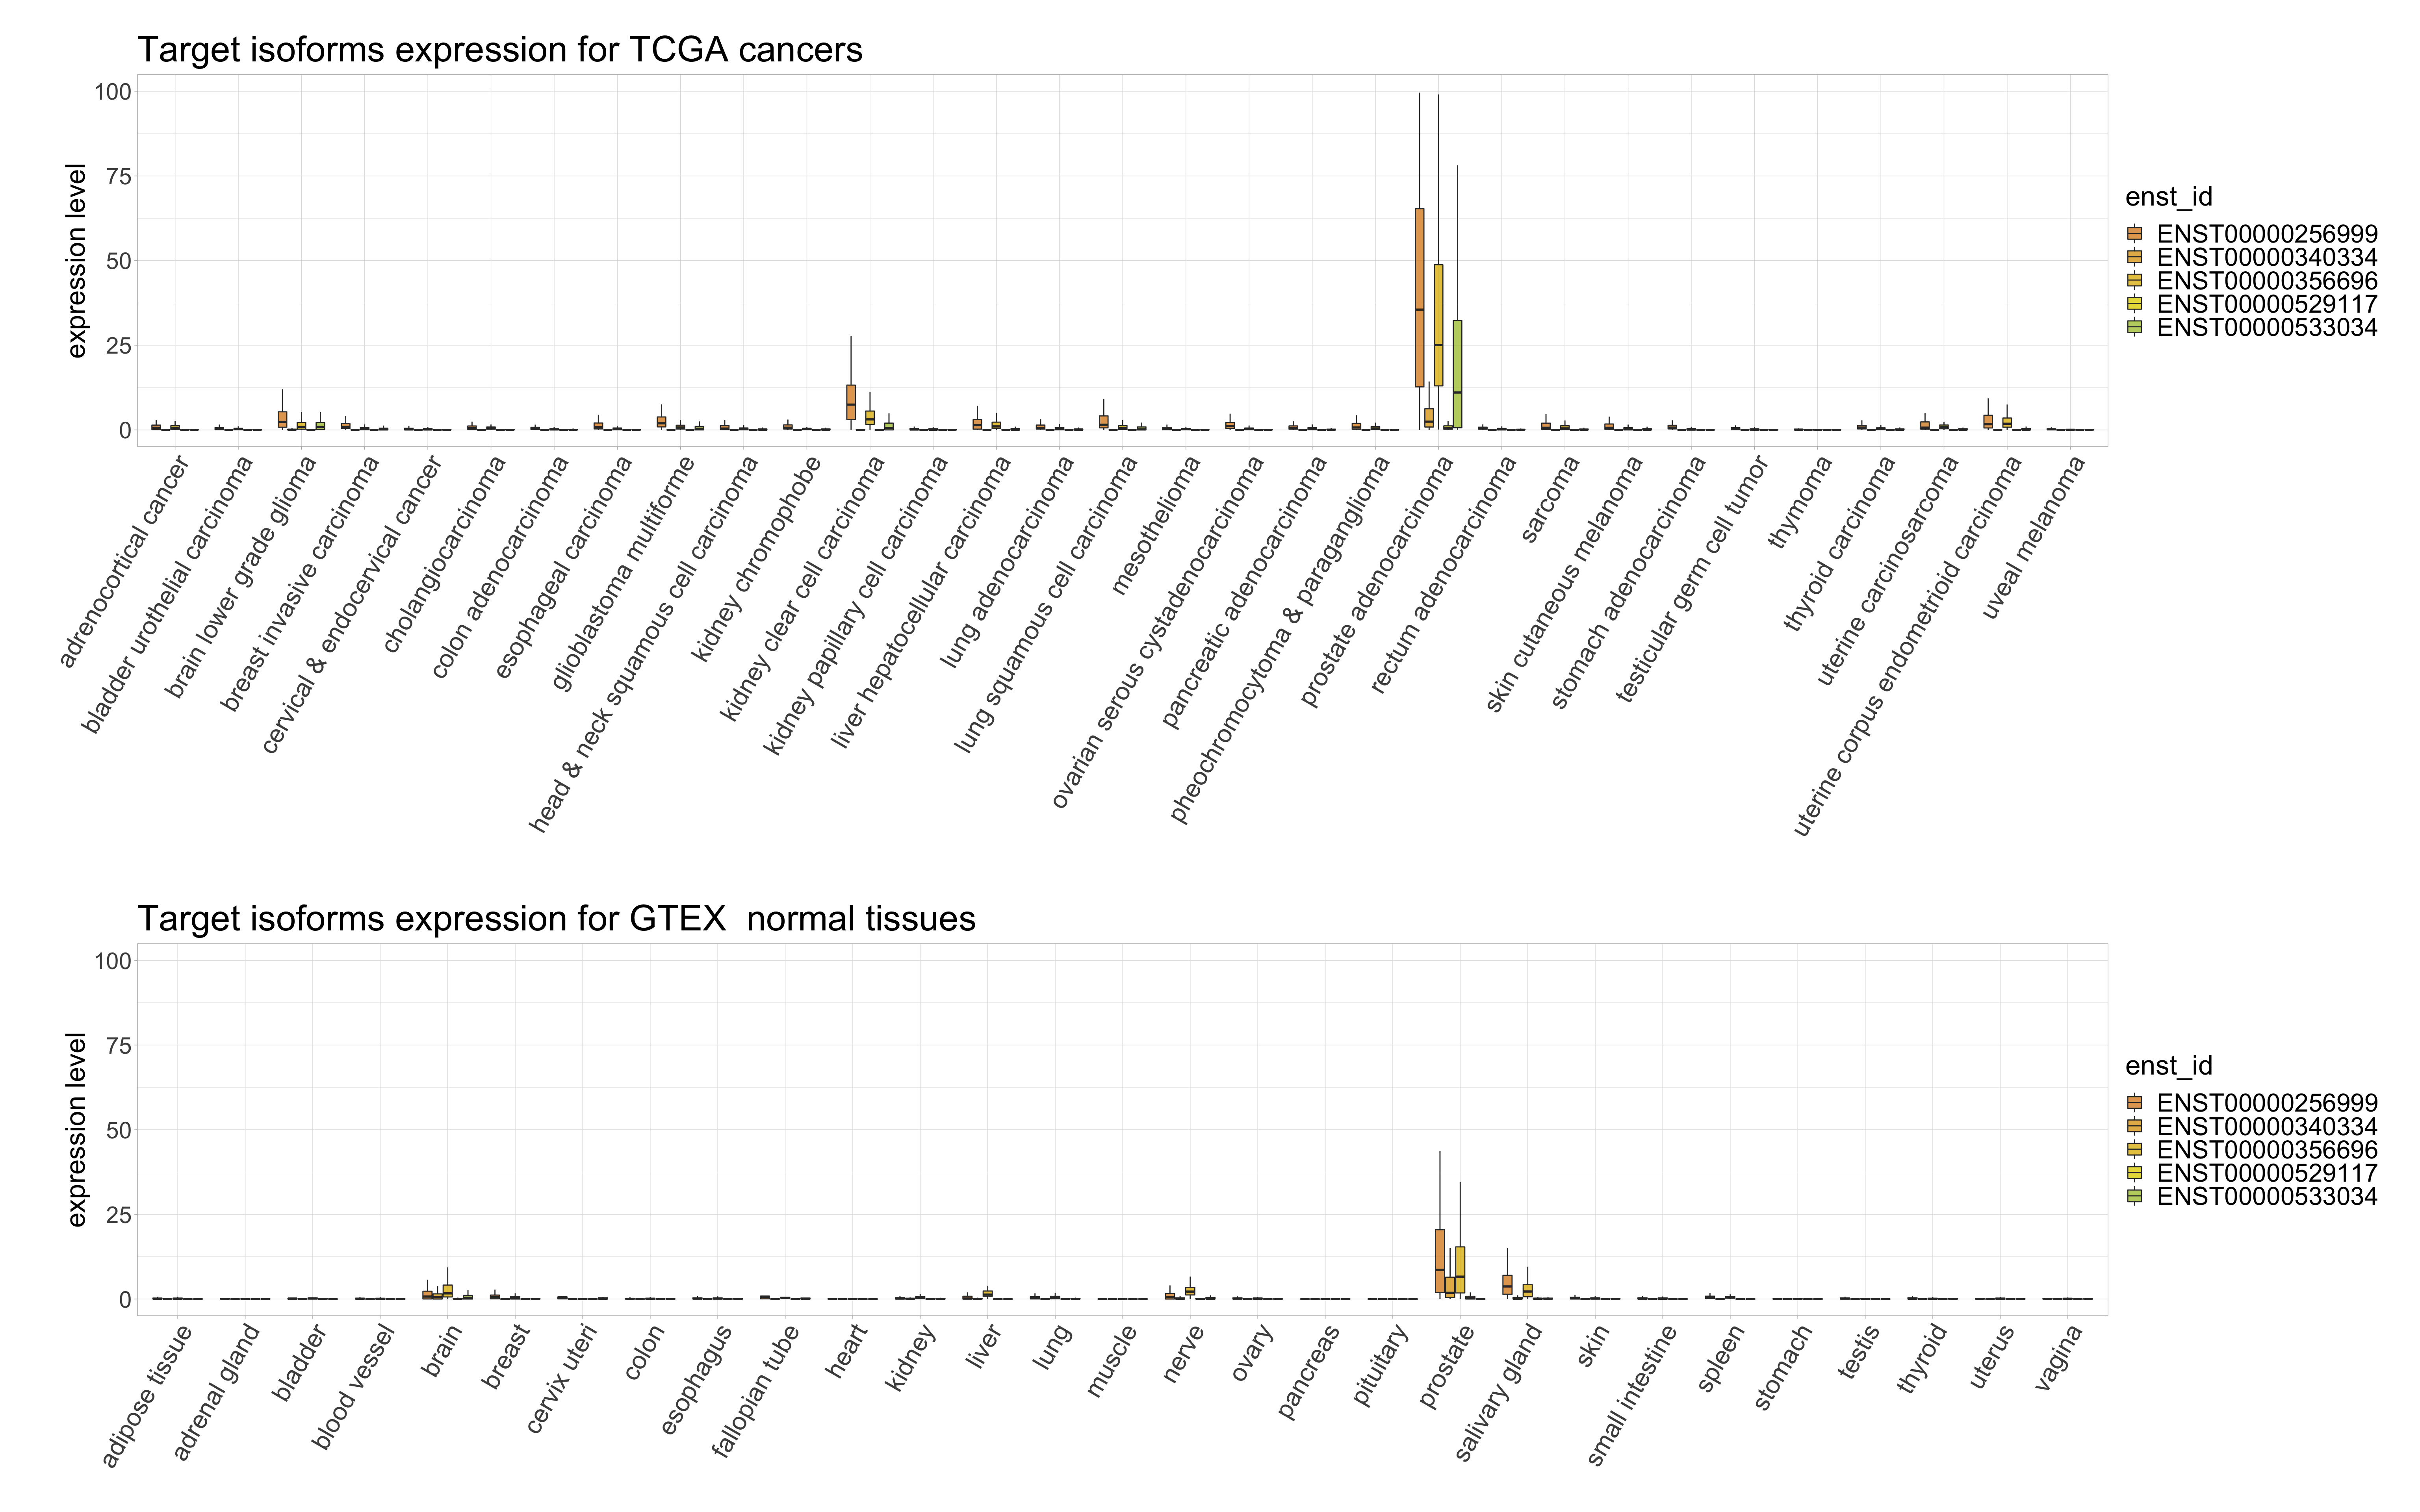 Target isoforms expression for TCGA cancers
100
75
50
25
0
expression level
adrenocortical cancer
bladder urothelial carcinoma
brain lower grade glioma
breast invasive carcinoma
cervical & endocervical cancer
cholangiocarcinoma
colon adenocarcinoma
esophageal carcinoma
glioblastoma multiforme
head & neck squamous cell carcinoma
kidney chromophobe
kidney clear cell carcinoma
kidney papillary cell carcinoma
liver hepatocellular carcinoma
lung adenocarcinoma
lung squamous cell carcinoma
mesothelioma
ovarian serous cystadenocarcinoma
pancreatic adenocarcinoma
pheochromocytoma & paraganglioma
prostate adenocarcinoma
rectum adenocarcinoma
sarcoma
skin cutaneous melanoma
stomach adenocarcinoma
testicular germ cell tumor
thymoma
thyroid carcinoma
uterine carcinosarcoma
uterine corpus endometrioid carcinoma
uveal melanoma
enst_id
ENST00000256999
ENST00000340334
ENST00000356696
ENST00000529117
ENST00000533034
Target isoforms expression for GTEX  normal tissues
100
75
50
25
0
expression level
adipose tissue
adrenal gland
bladder
blood vessel
brain
breast
cervix uteri
colon
esophagus
fallopian tube
heart
kidney
liver
lung
muscle
nerve
ovary
pancreas
pituitary
prostate
salivary gland
skin
small intestine
spleen
stomach
testis
thyroid
uterus
vagina
enst_id
ENST00000256999
ENST00000340334
ENST00000356696
ENST00000529117
ENST00000533034